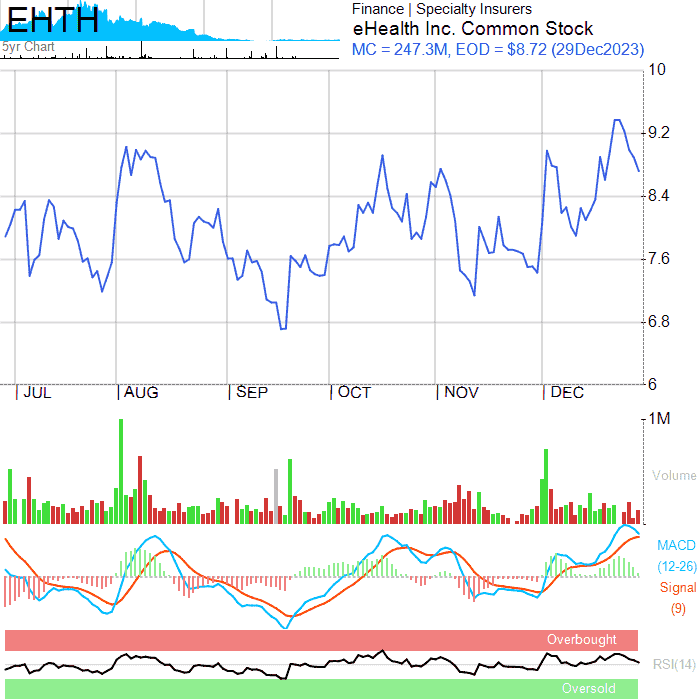 EHTH
5yr Chart
Finance | Specialty Insurers
eHealth Inc. Common Stock
MC = 247.3M, EOD = $8.72 (29Dec2023)
10
9.2
8.4
7.6
6.8
6
JUL AUG SEP OCT NOV DEC
1M
Volume
MACD
(12-26)
Signal
(9)
Overbought
RSI(14)
Oversold